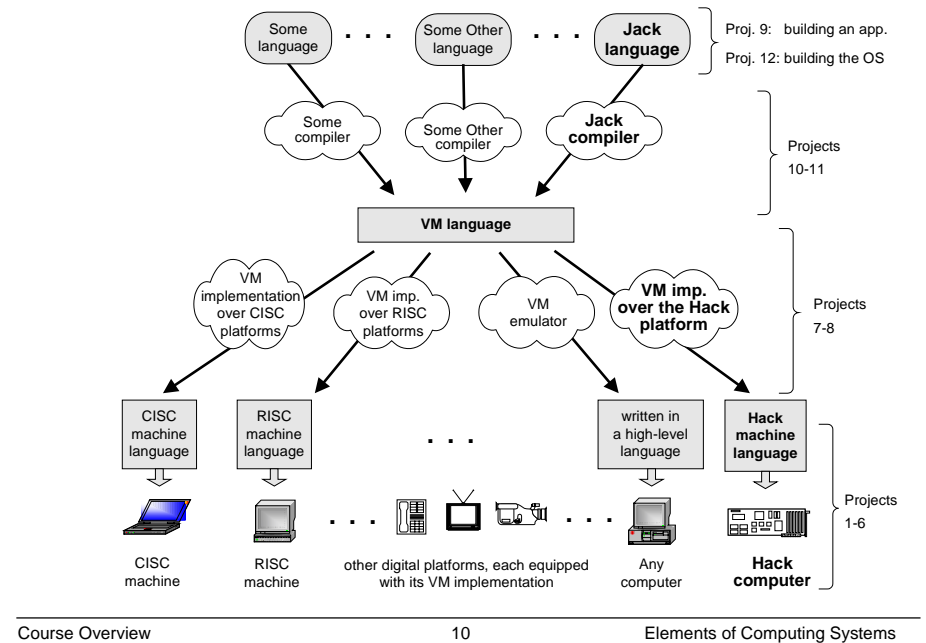 Some
language
. . .
Some Other
language
. . .
Jack
language
Proj. 9: building an app.
Proj. 12: building the OS
Some
compiler
Some Other
compiler
Jack
compiler
Projects
10-11
VM language
VM
implementation
over CISC
platforms
VM imp.
over RISC
platforms
VM
emulator
VM imp.
over the Hack
platform
Projects
7-8
CISC
machine
language
RISC
machine
language
. . .
written in
a high-level
language
Hack
machine
language
. . .
. . .
Projects
1-6
CISC
machine
RISC
machine
other digital platforms, each equipped
with its VM implementation
Any
computer
Hack
computer
Course Overview
10
Elements of Computing Systems